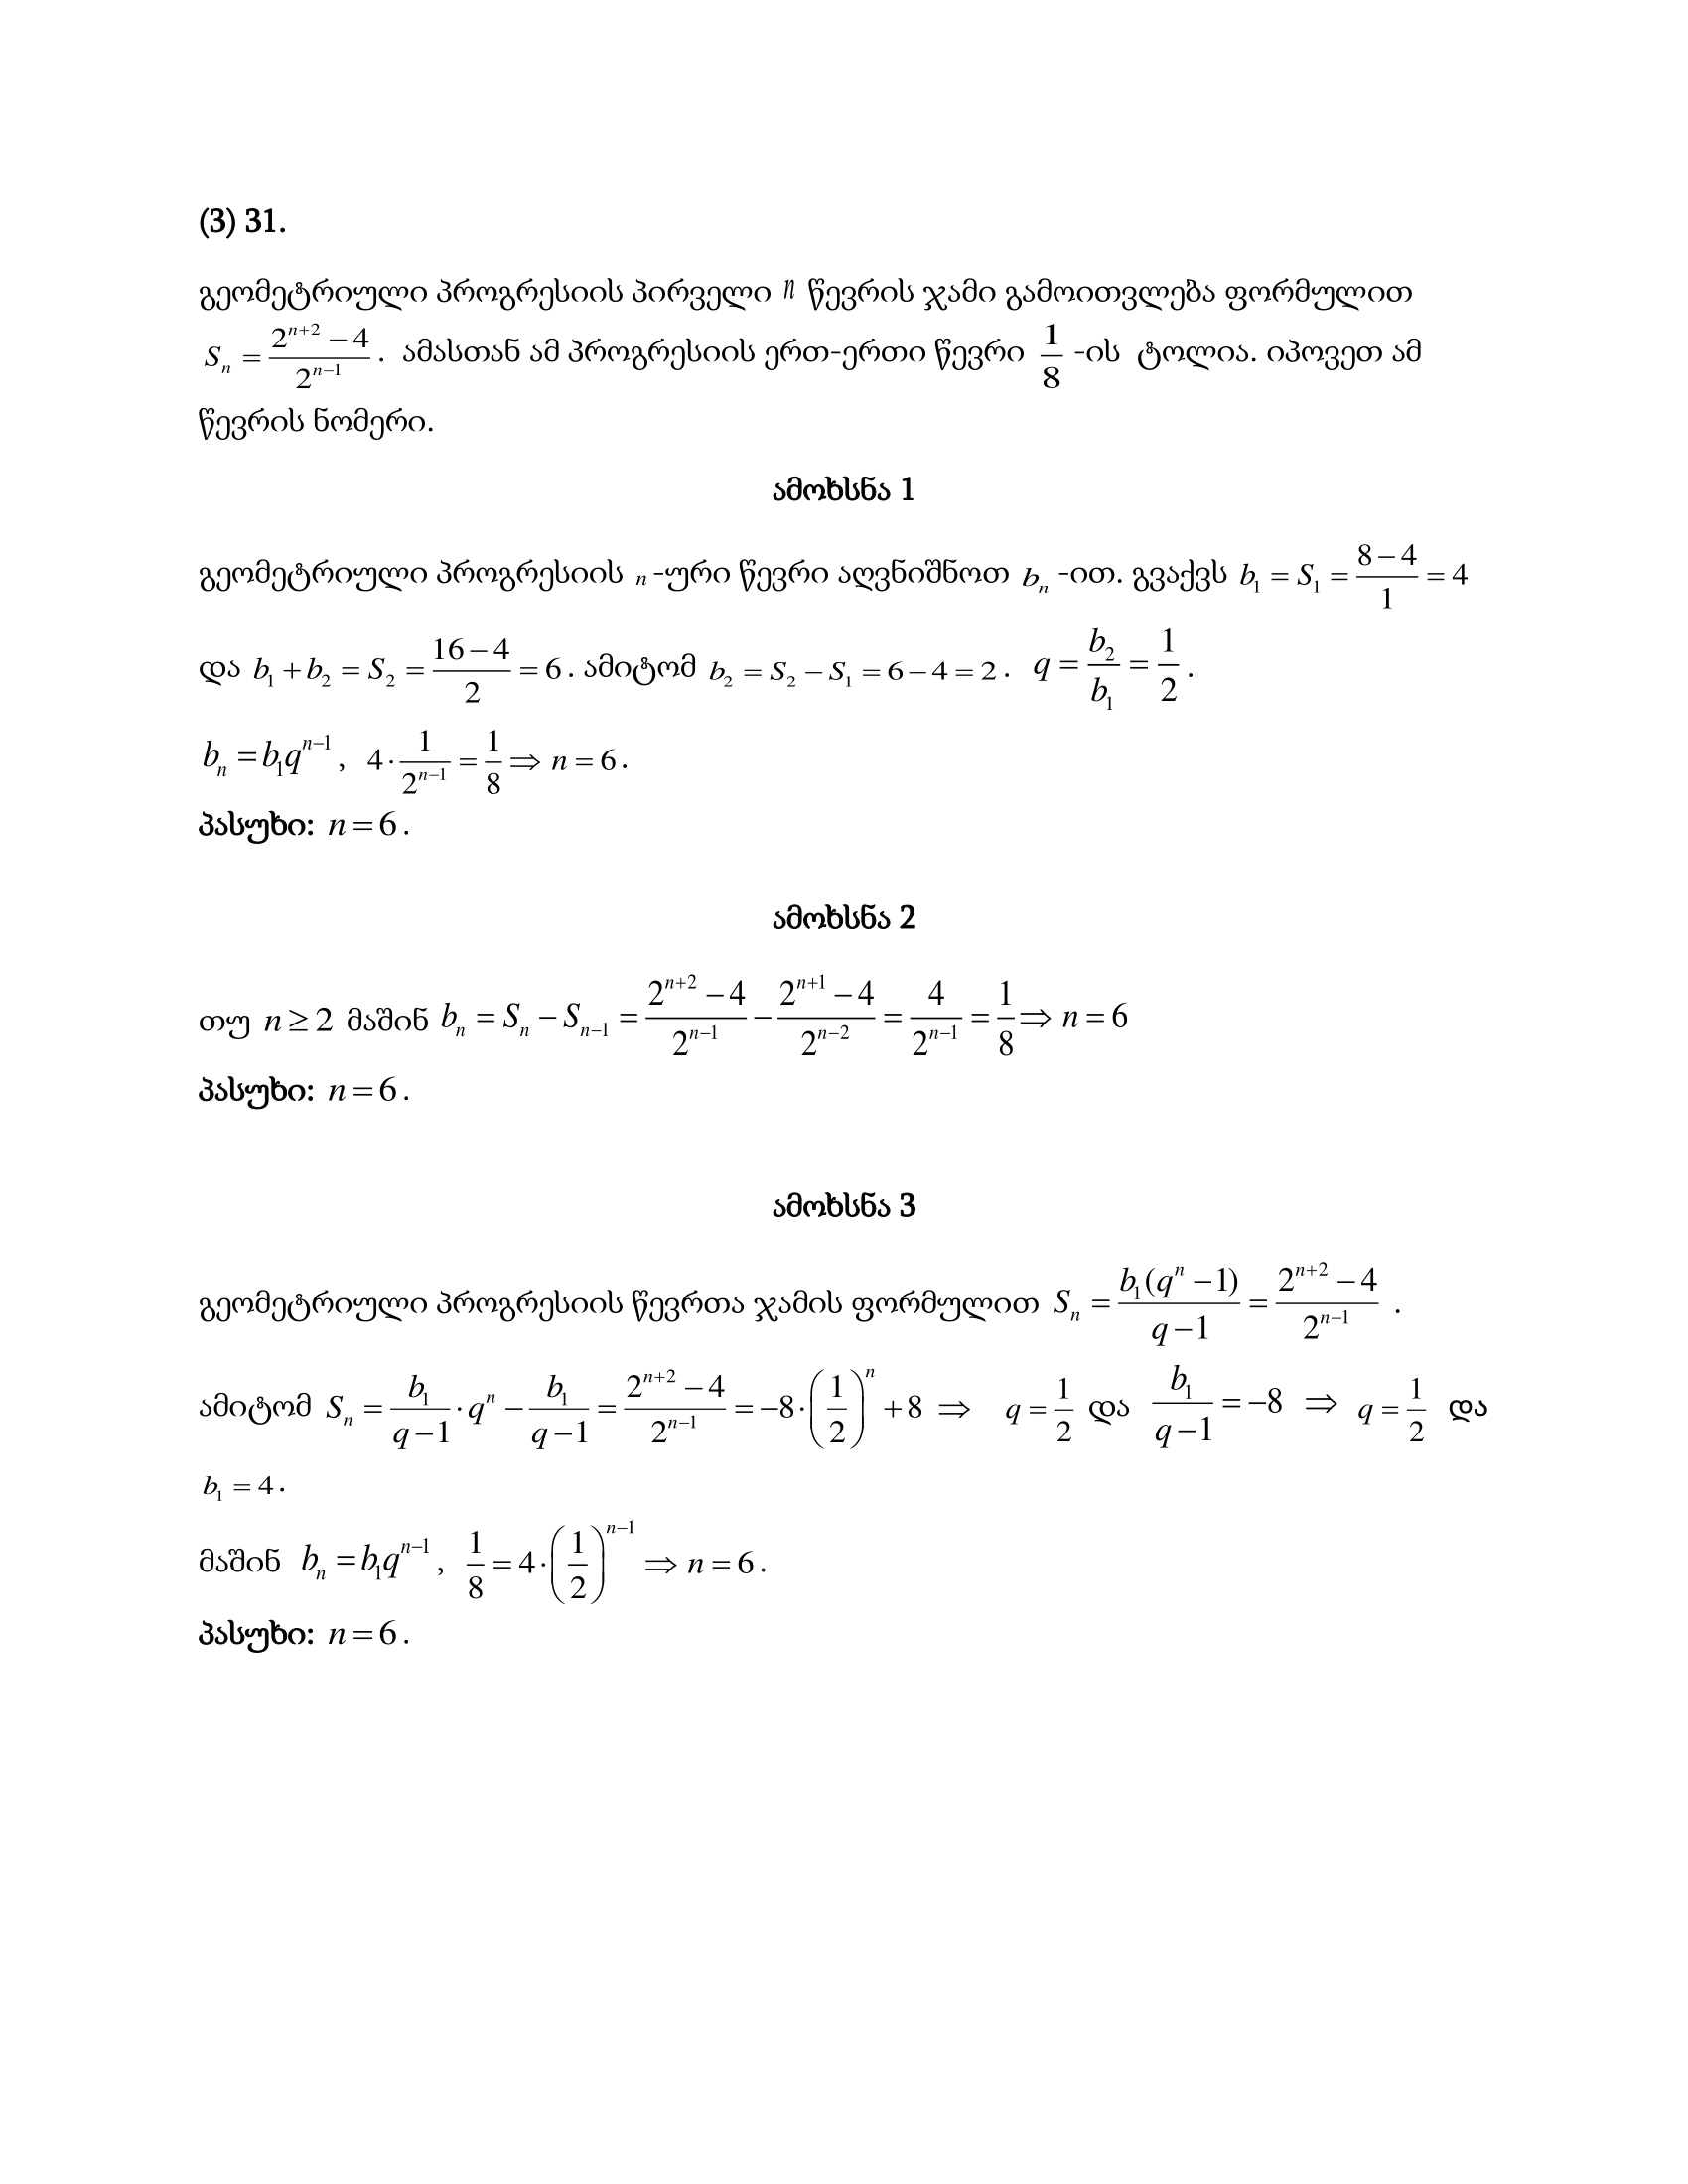 (3) 31.
გეომეტრიული პროგრესიის პირველი n წევრის ჯამი გამოითვლება ფორმულით
$S_n = \frac{2^{n+2}-4}{2^{n-1}}$. ამასთან ამ პროგრესიის ერთ-ერთი წევრი $\frac{1}{8}$ -ის ტოლია. იპოვეთ ამ
წევრის ნომერი.
ამოხსნა 1
გეომეტრიული პროგრესიის n -ური წევრი აღვნიშნოთ $b_n$ -ით. გვაქვს $b_1 = S_1 = \frac{8-4}{1} = 4$
და $b_1 + b_2 = S_2 = \frac{16-4}{2} = 6$. ამიტომ $b_2 = S_2 - S_1 = 6-4 = 2$. $q = \frac{b_2}{b_1} = \frac{1}{2}$.
$b_n = b_1 q^{n-1}$, $4 \cdot \frac{1}{2^{n-1}} = \frac{1}{8} \Rightarrow n = 6$.
პასუხი: $n = 6$.
ამოხსნა 2
თუ $n \geq 2$ მაშინ $b_n = S_n - S_{n-1} = \frac{2^{n+2}-4}{2^{n-1}} - \frac{2^{n+1}-4}{2^{n-2}} = \frac{4}{2^{n-1}} = \frac{1}{8} \Rightarrow n = 6$
პასუხი: $n = 6$.
ამოხსნა 3
გეომეტრიული პროგრესიის წევრთა ჯამის ფორმულით $S_n = \frac{b_1(q^n-1)}{q-1} = \frac{2^{n+2}-4}{2^{n-1}}$ .
ამიტომ $S_n = \frac{b_1}{q-1} \cdot q^n - \frac{b_1}{q-1} = \frac{2^{n+2}-4}{2^{n-1}} = -8 \cdot \left(\frac{1}{2}\right)^n + 8 \Rightarrow q = \frac{1}{2}$ და $\frac{b_1}{q-1} = -8 \Rightarrow q = \frac{1}{2}$ და
$b_1 = 4$.
მაშინ $b_n = b_1 q^{n-1}$, $\frac{1}{8} = 4 \cdot \left(\frac{1}{2}\right)^{n-1} \Rightarrow n = 6$.
პასუხი: $n = 6$.